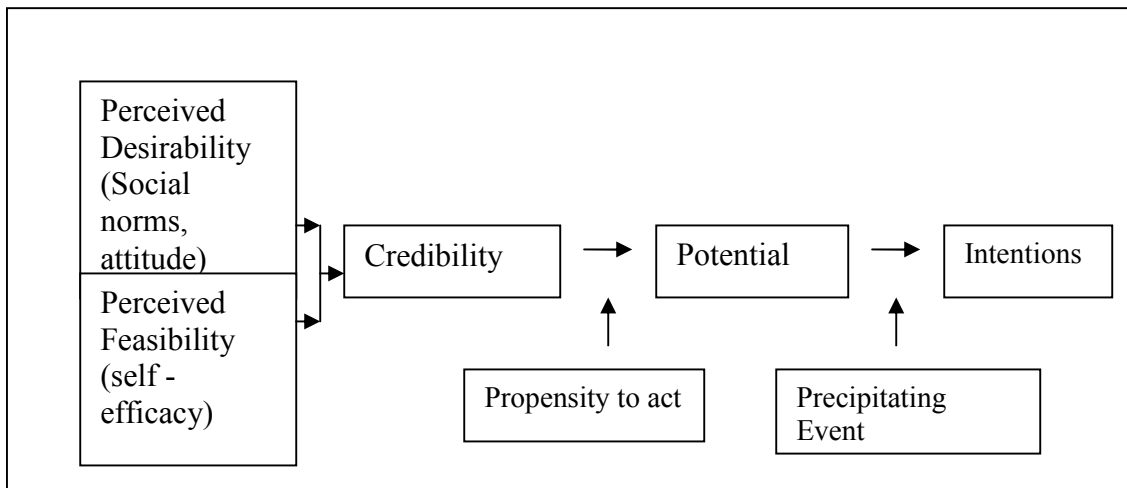 Perceived
Desirability
(Social
norms,
attitude)
Perceived
Feasibility
(self -
efficacy)
Credibility
Potential
Intentions
Propensity to act
Precipitating
Event